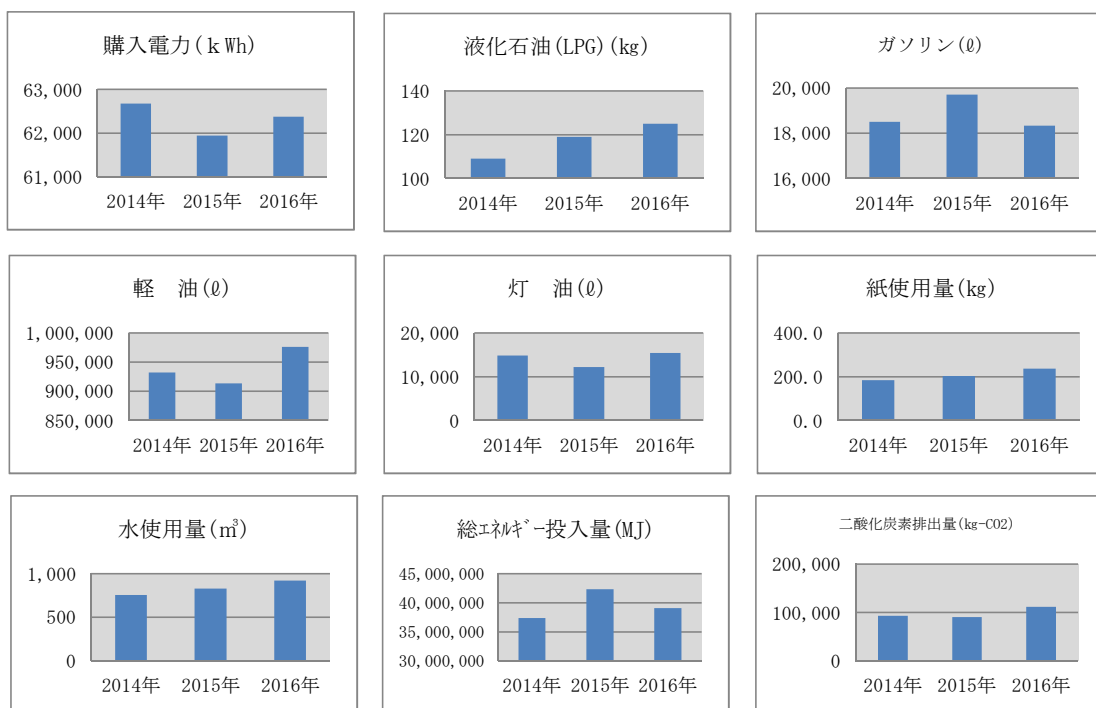 購入電力(ｋWh)
63,000
62,000
61,000
2014年 2015年 2016年
液化石油(LPG)(kg)
140
120
100
2014年 2015年 2016年
ガソリン(ℓ)
20,000
18,000
16,000
2014年 2015年 2016年
軽　油(ℓ)
1,000,000
950,000
900,000
850,000
2014年 2015年 2016年
灯　油(ℓ)
20,000
10,000
0
2014年 2015年 2016年
紙使用量(kg)
400.0
200.0
0.0
2014年 2015年 2016年
水使用量(㎥)
1,000
500
0
2014年 2015年 2016年
総ｴﾈﾙｷﾞｰ投入量(MJ)
45,000,000
40,000,000
35,000,000
30,000,000
2014年 2015年 2016年
二酸化炭素排出量(kg-CO2)
200,000
100,000
0
2014年 2015年 2016年